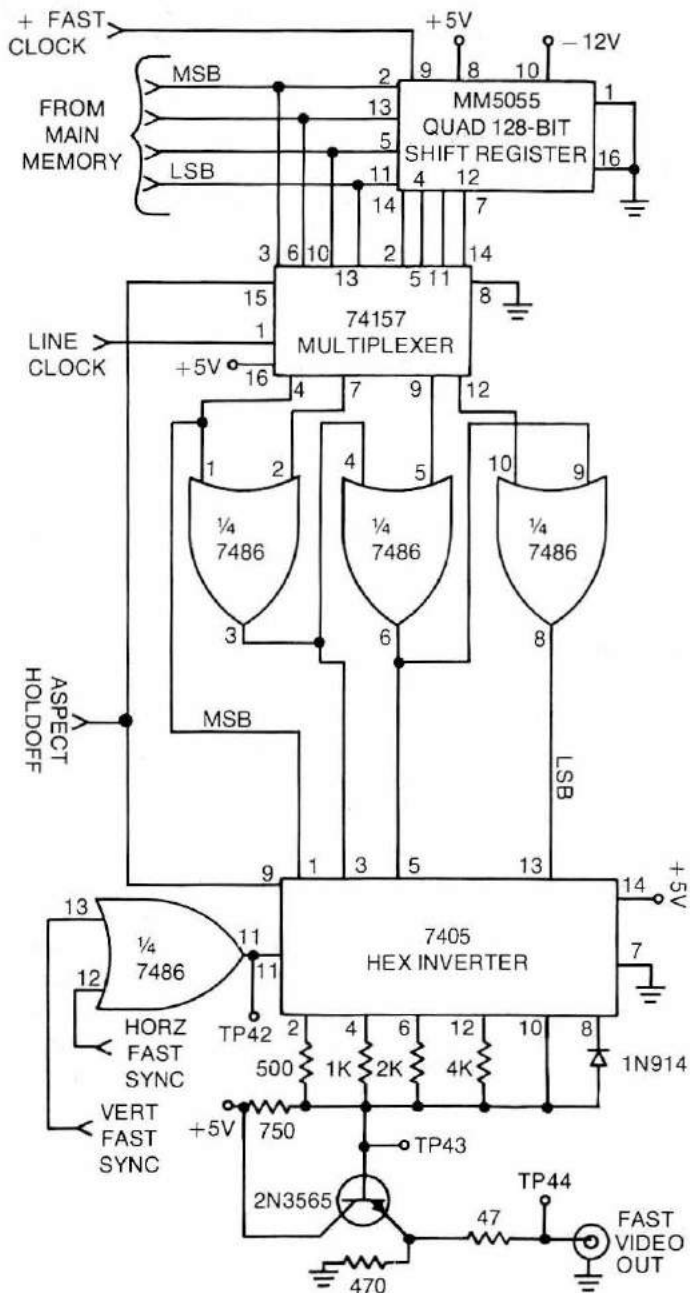 + FAST
CLOCK
+5V
-12V
9
8
10
MSB
2
MM5055
1
FROM
MAIN
MEMORY
13
QUAD 128-BIT
5
SHIFT REGISTER
16
LSB
11
4
12
14
7
3
6
10
13
2
5
11
14
15
8
74157
LINE
CLOCK
1
MULTIPLEXER
+5V
16
4
7
9
12
1
2
4
5
10
9
¼
7486
¼
7486
¼
7486
3
6
8
ASPECT
HOLDOFF
MSB
LSB
9
1
3
5
13
+5V
14
13
¼
7486
11
11
7405
HEX INVERTER
7
12
HORZ
FAST
SYNC
TP42
2
4
6
12
10
8
500
1K
2K
4K
1N914
VERT
FAST
SYNC
+5V
750
TP43
2N3565
TP44
47
FAST
VIDEO
OUT
470